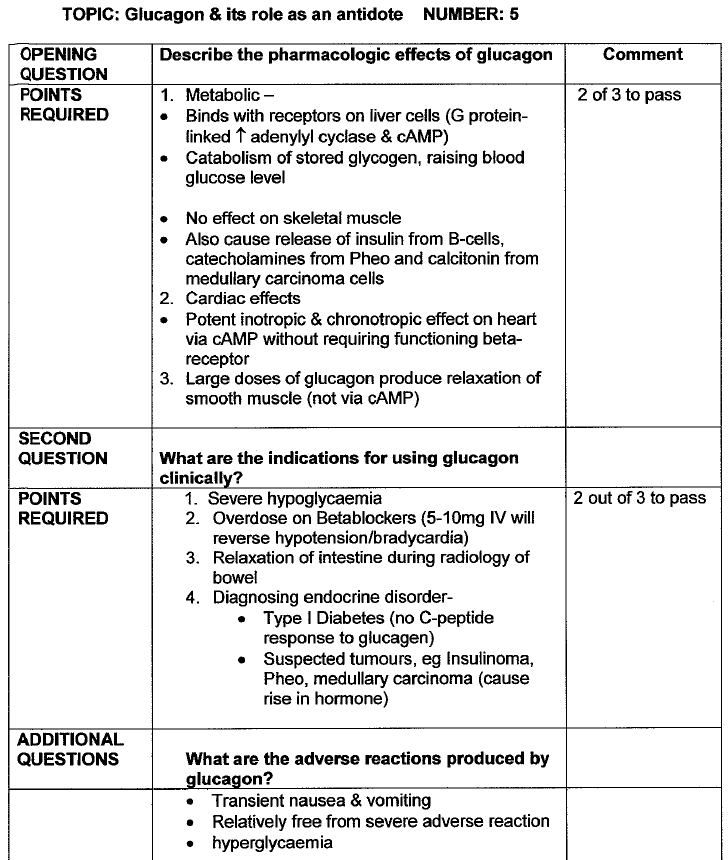 TOPIC: Glucagon & its role as an antidote NUMBER: 5
OPENING QUESTION
Describe the pharmacologic effects of glucagon
Comment
POINTS REQUIRED
1. Metabolic –
• Binds with receptors on liver cells (G protein-
linked ↑ adenylyl cyclase & cAMP)
• Catabolism of stored glycogen, raising blood
glucose level
• No effect on skeletal muscle
• Also cause release of insulin from B-cells,
catecholamines from Pheo and calcitonin from
medullary carcinoma cells
2. Cardiac effects
• Potent inotropic & chronotropic effect on heart
via cAMP without requiring functioning beta-
receptor
3. Large doses of glucagon produce relaxation of
smooth muscle (not via cAMP)
2 of 3 to pass
SECOND
QUESTION
What are the indications for using glucagon
clinically?
POINTS
REQUIRED
1. Severe hypoglycaemia
2. Overdose on Betablockers (5-10mg IV will
reverse hypotension/bradycardia)
3. Relaxation of intestine during radiology of
bowel
4. Diagnosing endocrine disorder-
• Type I Diabetes (no C-peptide
response to glucagen)
• Suspected tumours, eg Insulinoma,
Pheo, medullary carcinoma (cause
rise in hormone)
2 out of 3 to pass
ADDITIONAL
QUESTIONS
What are the adverse reactions produced by
glucagon?
• Transient nausea & vomiting
• Relatively free from severe adverse reaction
• hyperglycaemia